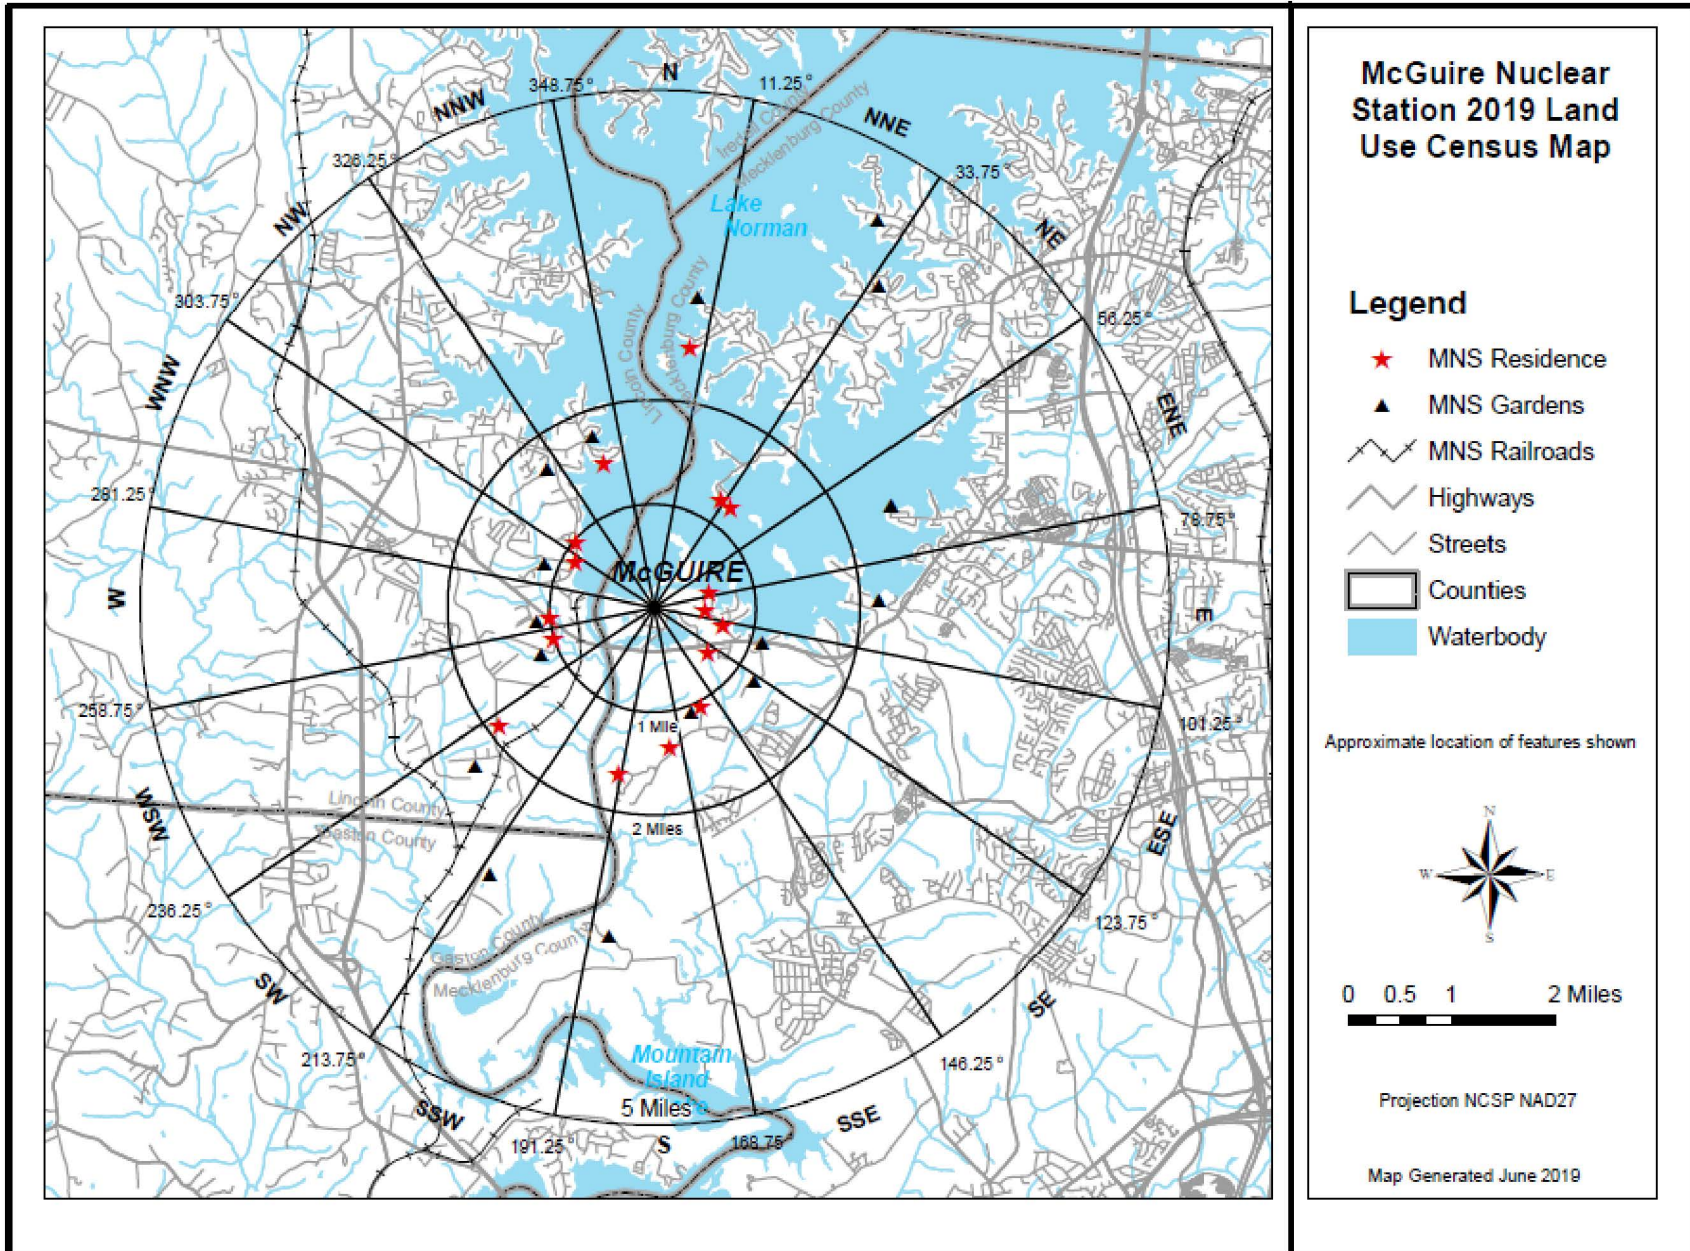 N
348.75°
11.25°
NNW
NNE
326.25°
33.75°
Iredell County
Mecklenburg County
NW
NE
Lake
Norman
303.75°
56.25°
Lincoln County
Mecklenburg County
WNW
ENE
281.25°
78.75°
McGUIRE
W
E
258.75°
101.25°
1 Mile
Lincoln County
Gaston County
2 Miles
WSW
ESE
236.25°
123.75°
Gaston County
Mecklenburg County
SW
SE
213.75°
146.25°
Mountain
Island
5 Miles
SSW
SSE
191.25°
S
168.75
McGuire Nuclear
Station 2019 Land
Use Census Map
Legend
MNS Residence
MNS Gardens
MNS Railroads
Highways
Streets
Counties
Waterbody
Approximate location of features shown
N
W
E
S
0 0.5 1 2 Miles
Projection NCSP NAD27
Map Generated June 2019